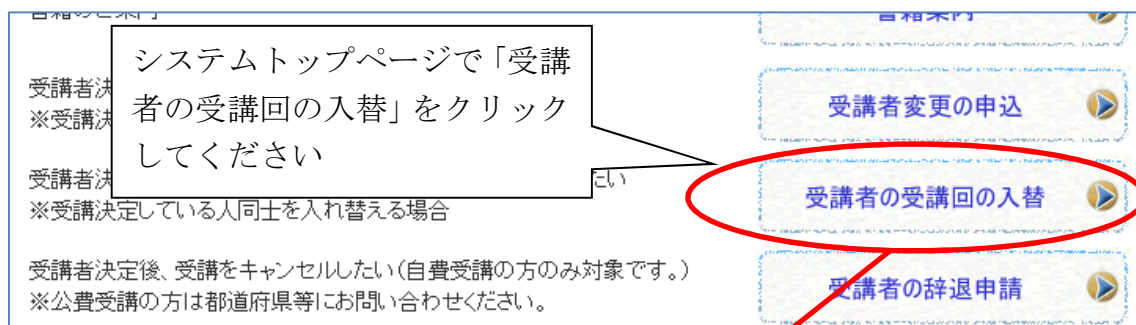 書籍案内
システムトップページで「受講
者の受講回の入替」をクリック
してください
受講者決
※受講決
受講者変更の申込
受講者決
たい
※受講決定している人同士を入れ替える場合
受講者の受講回の入替
受講者決定後、受講をキャンセルしたい(自費受講の方のみ対象です。)
※公費受講の方は都道府県等にお問い合わせください。
受講者の辞退申請